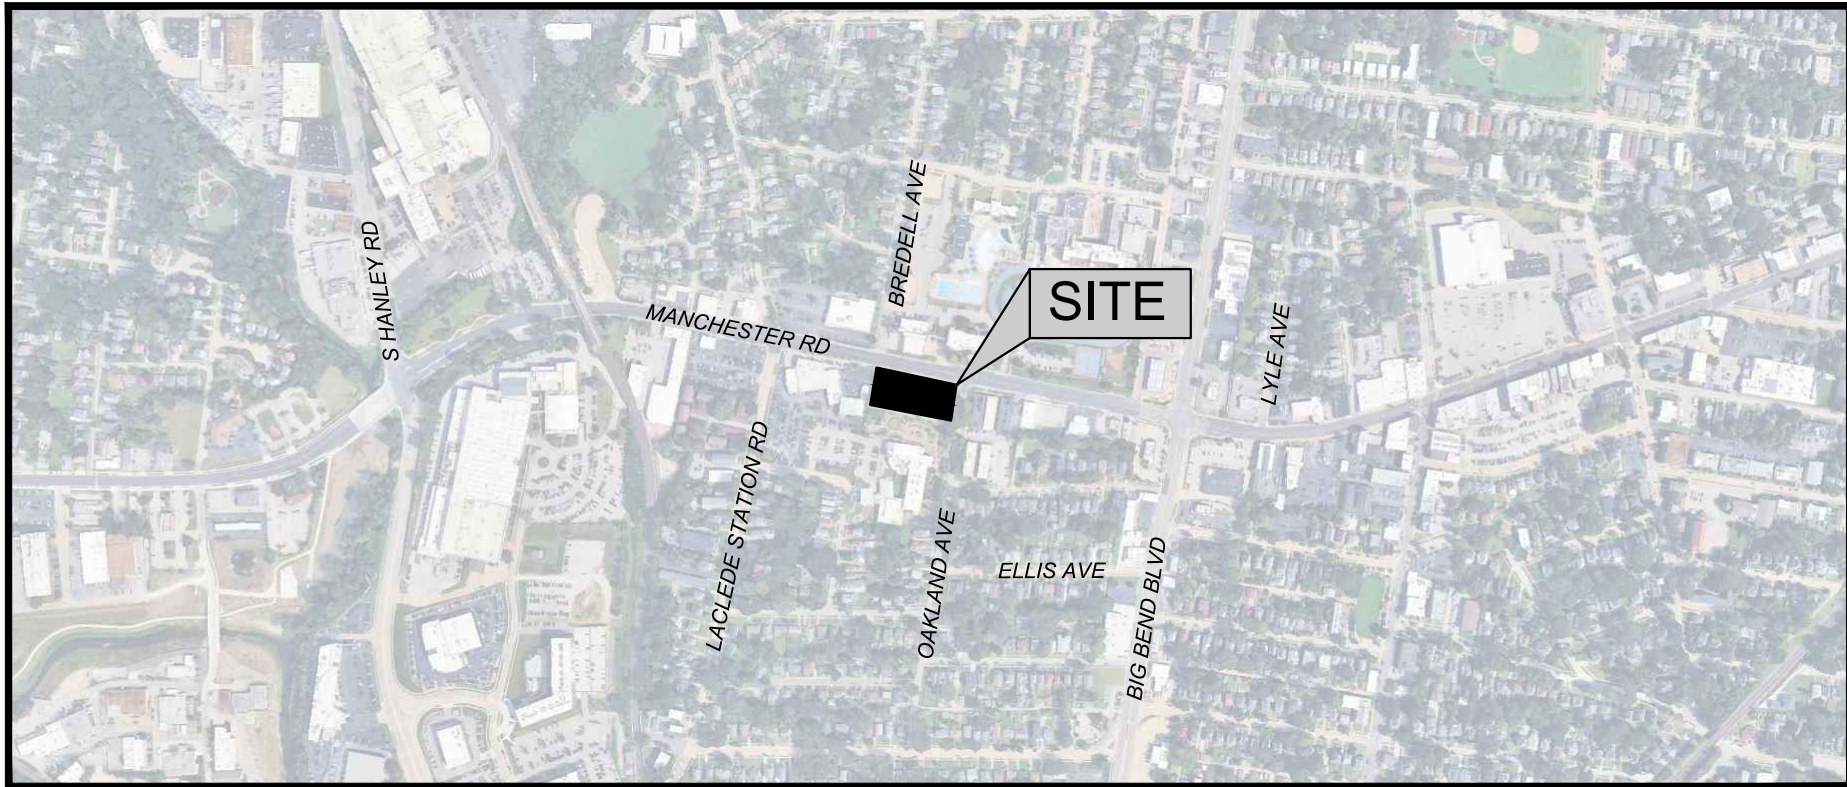 BREDELL AVE
S HANLEY RD
SITE
MANCHESTER RD
LYLE AVE
LACLEDE STATION RD
OAKLAND AVE
ELLIS AVE
BIG BEND BLVD